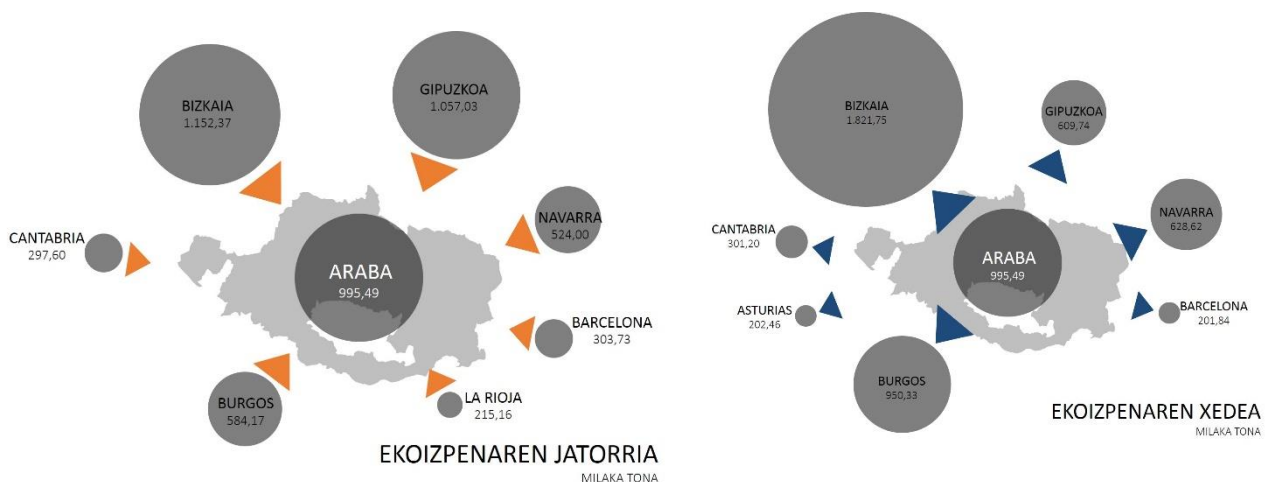 BIZKAIA
1.152,37
GIPUZKOA
1.057,03
NAVARRA
524,00
CANTABRIA
297,60
ARABA
995,49
BARCELONA
303,73
BURGOS
584,17
LA RIOJA
215,16
EKOIZPENAREN JATORRIA
MILAKA TONA
BIZKAIA
1.821,75
GIPUZKOA
609,74
NAVARRA
628,62
CANTABRIA
301,20
ARABA
995,49
ASTURIAS
202,46
BARCELONA
201,84
BURGOS
950,33
EKOIZPENAREN XEDEA
MILAKA TONA